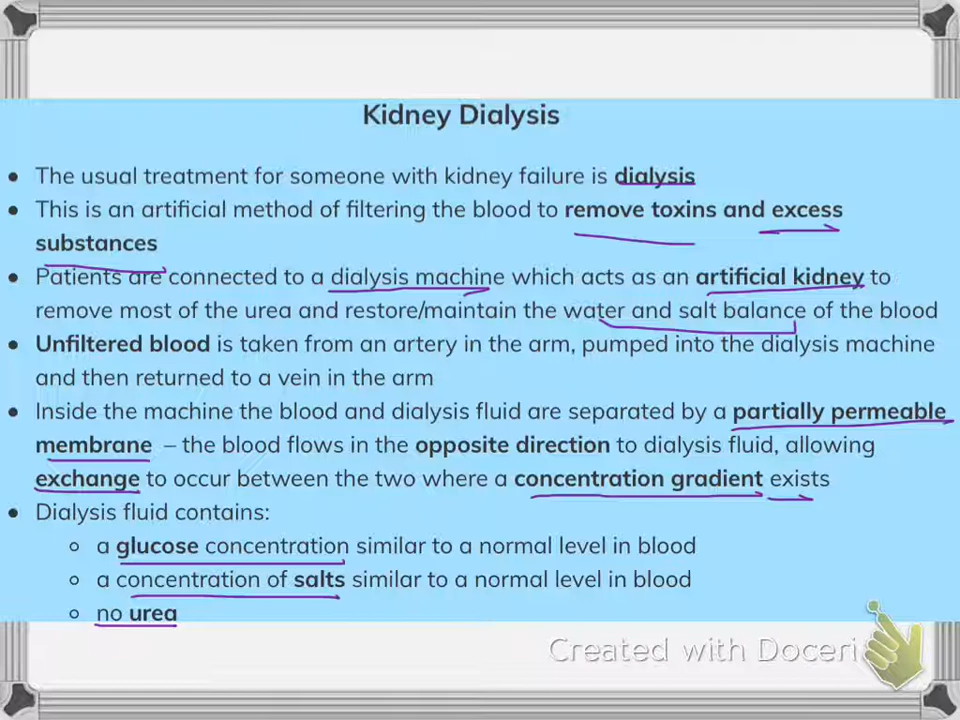 Kidney Dialysis
• The usual treatment for someone with kidney failure is dialysis
• This is an artificial method of filtering the blood to remove toxins and excess
substances
• Patients are connected to a dialysis machine which acts as an artificial kidney to
remove most of the urea and restore/maintain the water and salt balance of the blood
• Unfiltered blood is taken from an artery in the arm, pumped into the dialysis machine
and then returned to a vein in the arm
• Inside the machine the blood and dialysis fluid are separated by a partially permeable
membrane – the blood flows in the opposite direction to dialysis fluid, allowing
exchange to occur between the two where a concentration gradient exists
• Dialysis fluid contains:
○ a glucose concentration similar to a normal level in blood
○ a concentration of salts similar to a normal level in blood
○ no urea
Created with Doceri